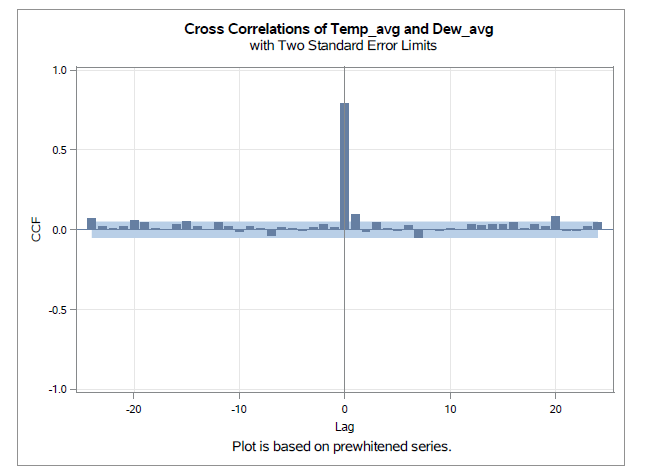 Cross Correlations of Temp_avg and Dew_avg
with Two Standard Error Limits
1.0
0.5
0.0
-0.5
-1.0
CCF
-20 -10 0 10 20
Lag
Plot is based on prewhitened series.